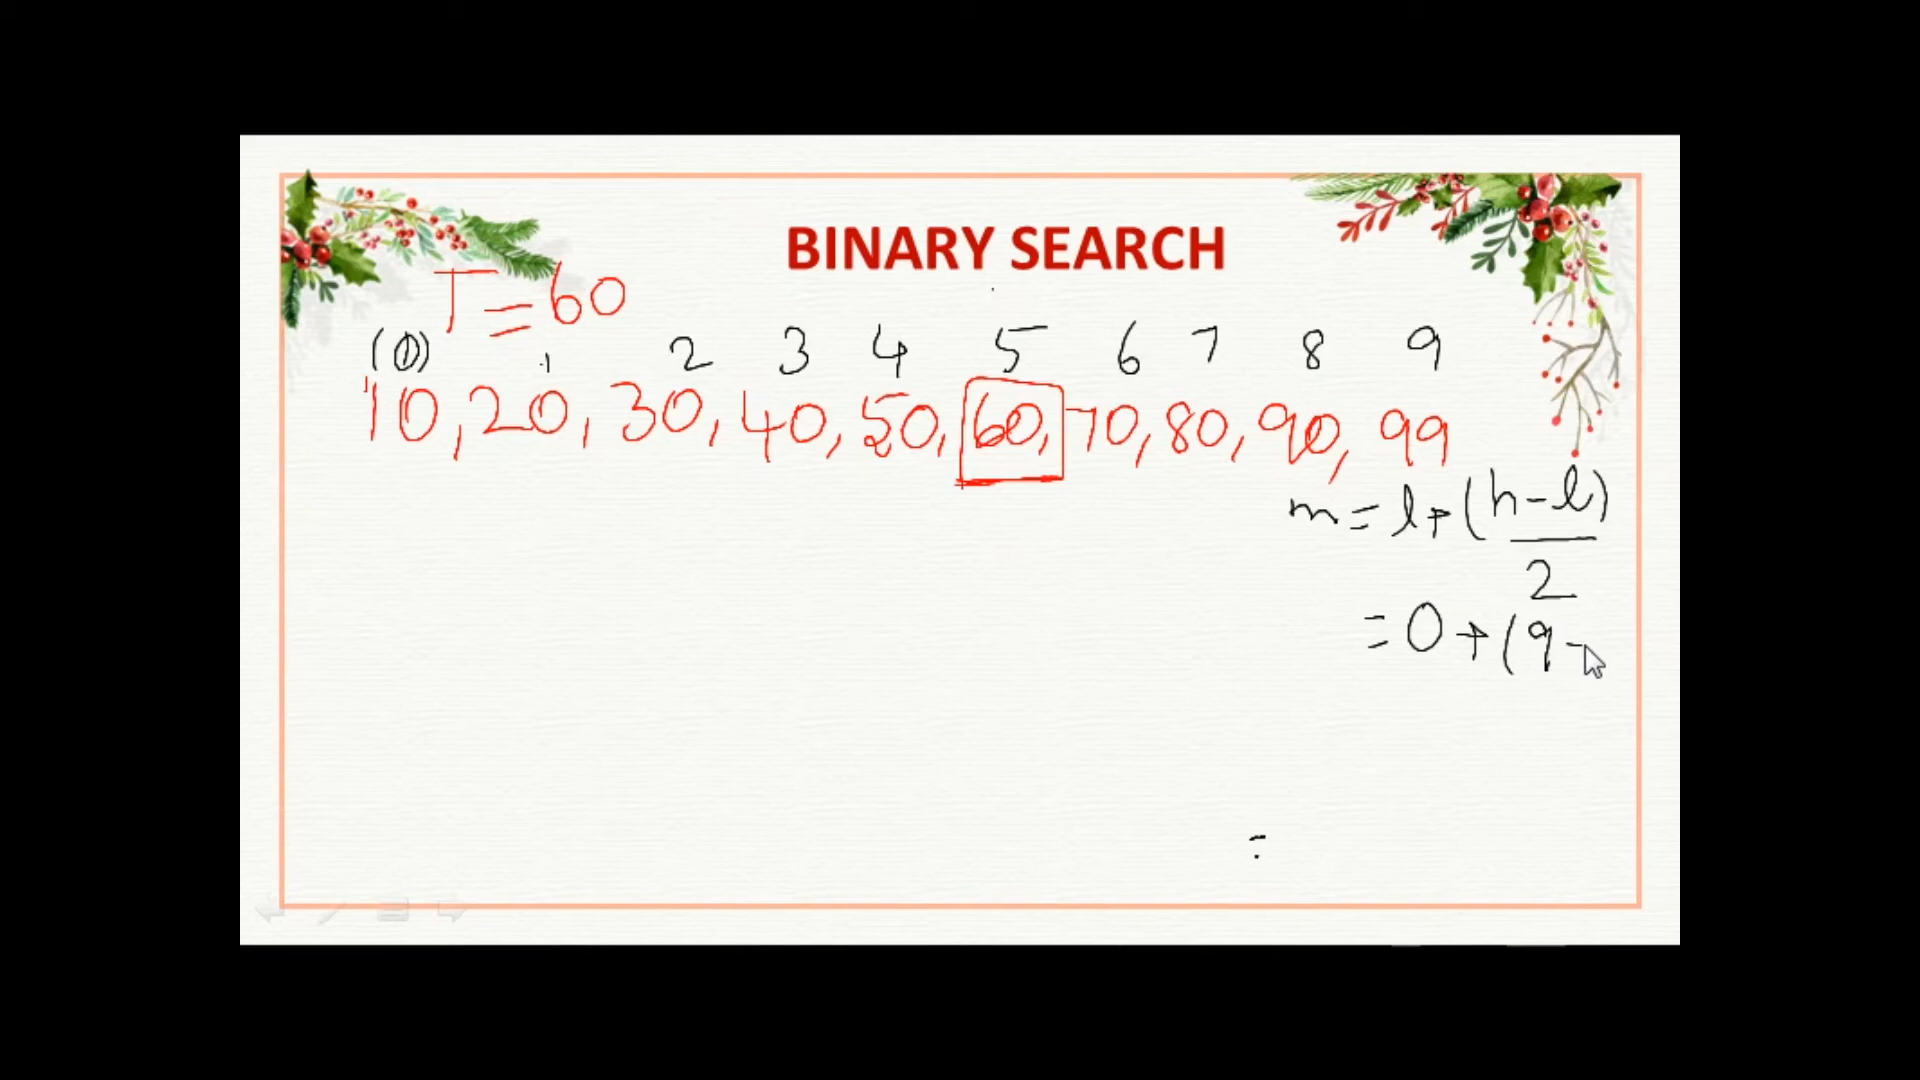 BINARY SEARCH
T=60
(0) 1 2 3 4 5 6 7 8 9
10, 20, 30, 40, 50, 60, 70, 80, 90, 99
m = l+(h-l)
2
= 0+(9-
=